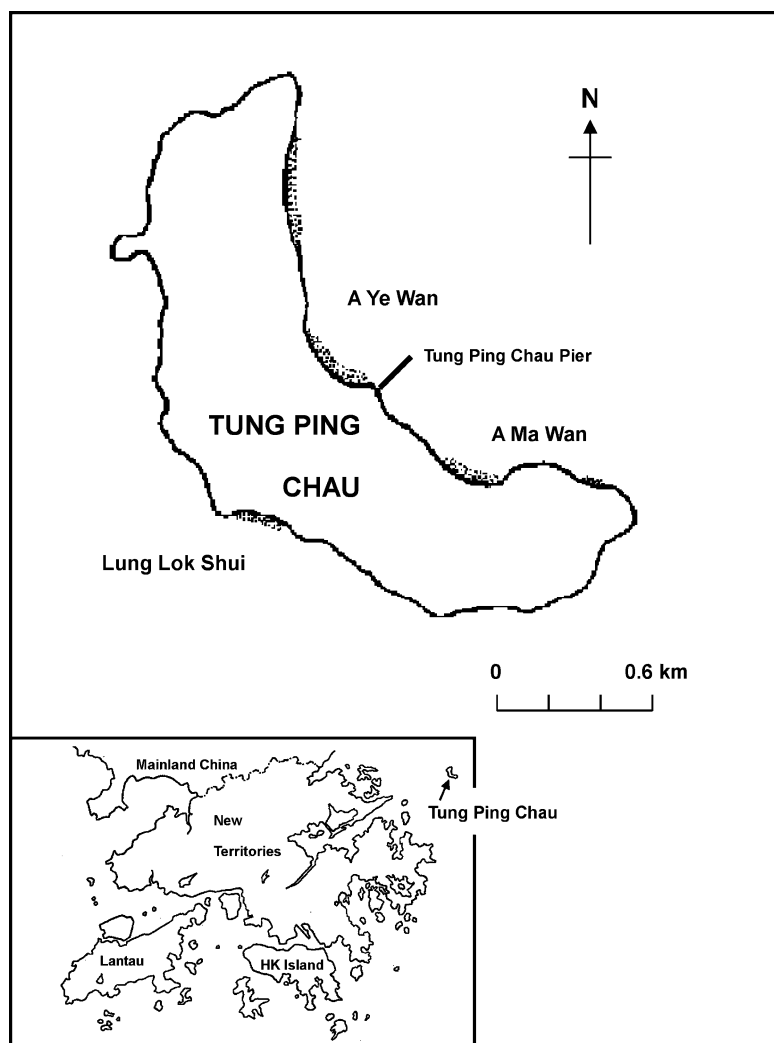 N
A Ye Wan
Tung Ping Chau Pier
TUNG PING
A Ma Wan
CHAU
Lung Lok Shui
0 0.6 km
Mainland China
Tung Ping Chau
New
Territories
Lantau
HK Island